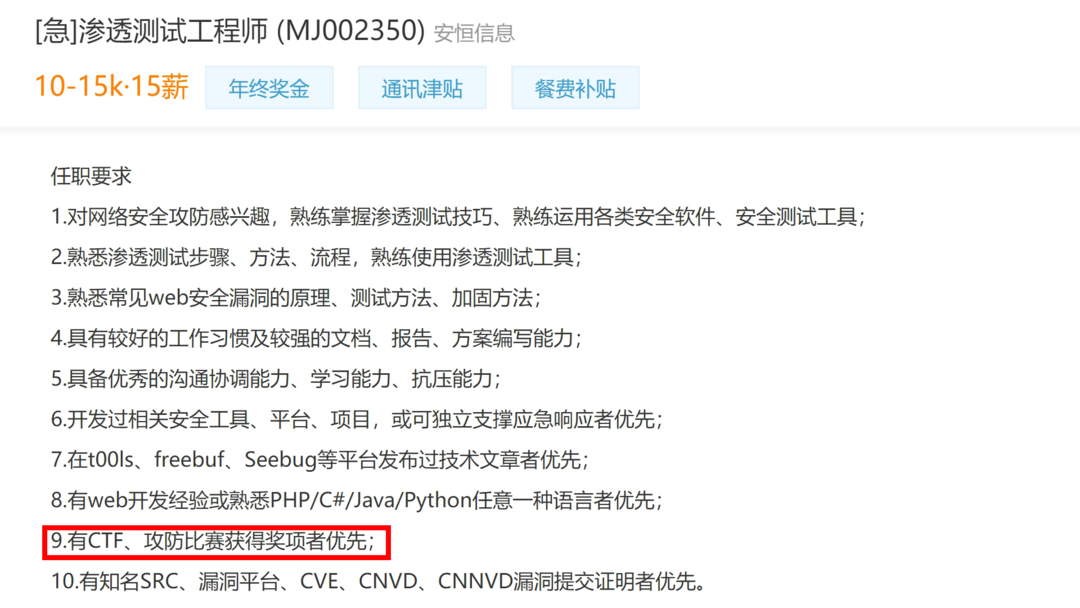 [急]渗透测试工程师 (MJ002350) 安恒信息
10-15k·15薪 年终奖金 通讯津贴 餐费补贴
任职要求
1.对网络安全攻防感兴趣，熟练掌握渗透测试技巧、熟练运用各类安全软件、安全测试工具；
2.熟悉渗透测试步骤、方法、流程，熟练使用渗透测试工具；
3.熟悉常见web安全漏洞的原理、测试方法、加固方法；
4.具有较好的工作习惯及较强的文档、报告、方案编写能力；
5.具备优秀的沟通协调能力、学习能力、抗压能力；
6.开发过相关安全工具、平台、项目，或可独立支撑应急响应者优先；
7.在t00ls、freebuf、Seebug等平台发布过技术文章者优先；
8.有web开发经验或熟悉PHP/C#/Java/Python任意一种语言者优先；
9.有CTF、攻防比赛获得奖项者优先；
10.有知名SRC、漏洞平台、CVE、CNVD、CNNVD漏洞提交证明者优先。